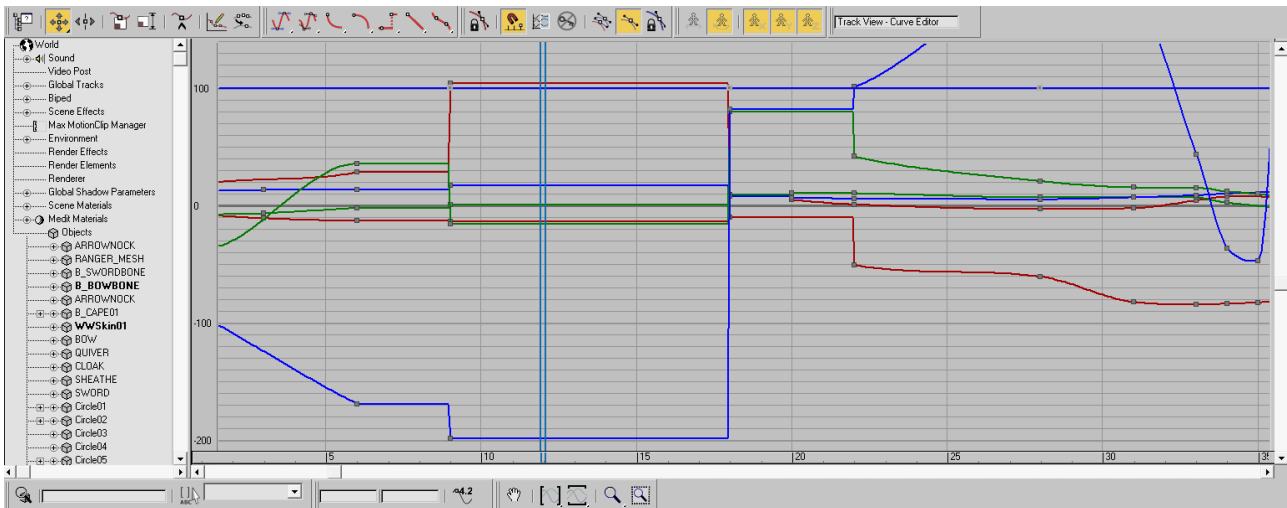 Track View - Curve Editor
World
Sound
Video Post
Global Tracks
Biped
Scene Effects
Max MotionClip Manager
Environment
Render Effects
Render Elements
Renderer
Global Shadow Parameters
Scene Materials
Medit Materials
Objects
ARROWNOCK
RANGER_MESH
B_SWORDBONE
B_BOWBONE
ARROWNOCK
B_CAPE01
WWSkin01
BOW
QUIVER
CLOAK
SHEATHE
SWORD
Circle01
Circle02
Circle03
Circle04
Circle05
100
0
-100
-200
5
10
15
20
25
30
35
ABC
4.2